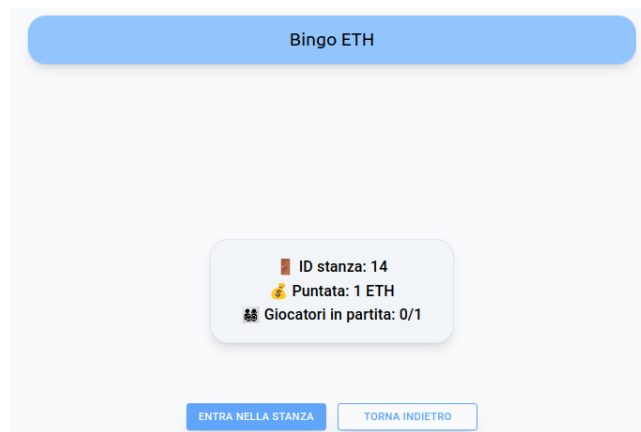 Bingo ETH
🚪 ID stanza: 14
💰 Puntata: 1 ETH
👨‍👩‍👧‍👦 Giocatori in partita: 0/1
ENTRA NELLA STANZA
TORNA INDIETRO